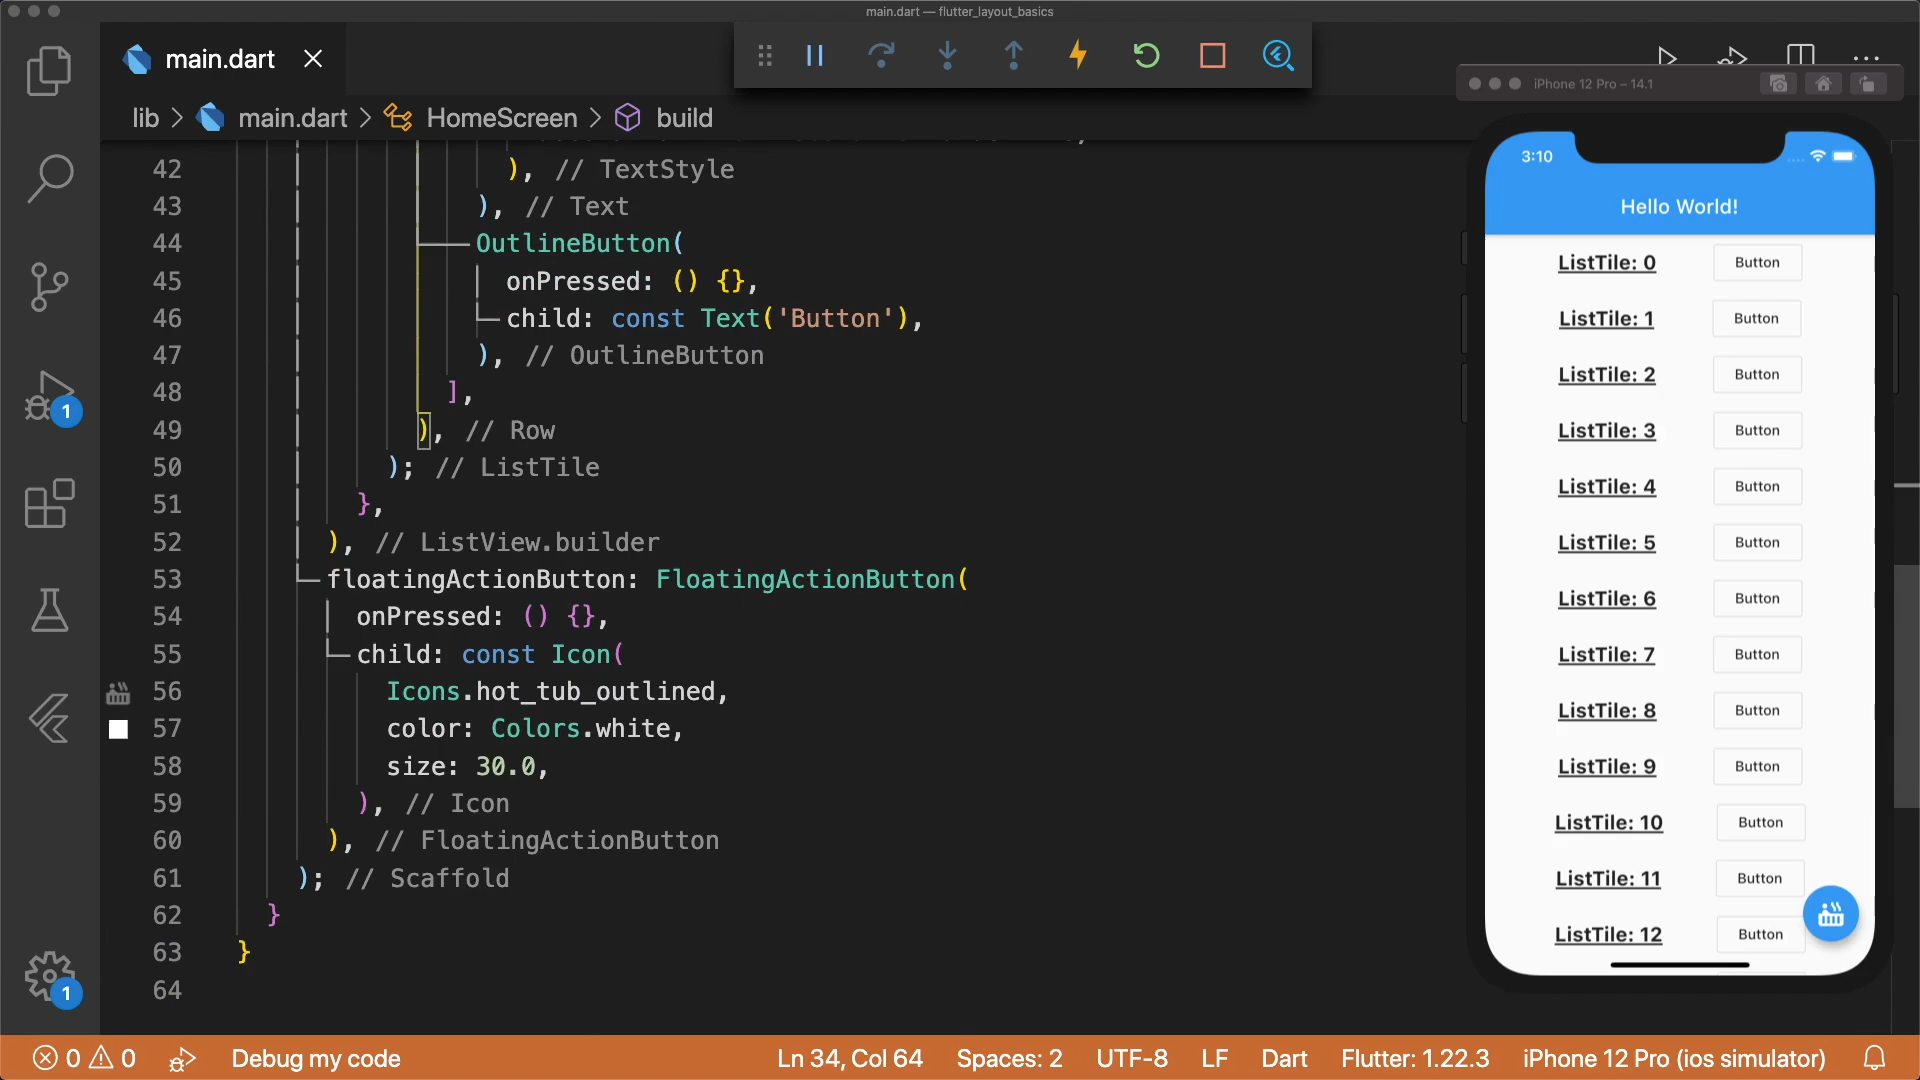 main.dart — flutter_layout_basics
main.dart
lib > main.dart > HomeScreen > build
42 ), // TextStyle
43 ), // Text
44 OutlineButton(
45 onPressed: () {},
46 child: const Text('Button'),
47 ), // OutlineButton
48 ],
49 ), // Row
50 ); // ListTile
51 },
52 ), // ListView.builder
53 floatingActionButton: FloatingActionButton(
54 onPressed: () {},
55 child: const Icon(
56 Icons.hot_tub_outlined,
57 color: Colors.white,
58 size: 30.0,
59 ), // Icon
60 ), // FloatingActionButton
61 ); // Scaffold
62 }
63 }
64
1
1
iPhone 12 Pro – 14.1
3:10
Hello World!
ListTile: 0 Button
ListTile: 1 Button
ListTile: 2 Button
ListTile: 3 Button
ListTile: 4 Button
ListTile: 5 Button
ListTile: 6 Button
ListTile: 7 Button
ListTile: 8 Button
ListTile: 9 Button
ListTile: 10 Button
ListTile: 11 Button
ListTile: 12 Button
0 0 Debug my code Ln 34, Col 64 Spaces: 2 UTF-8 LF Dart Flutter: 1.22.3 iPhone 12 Pro (ios simulator)